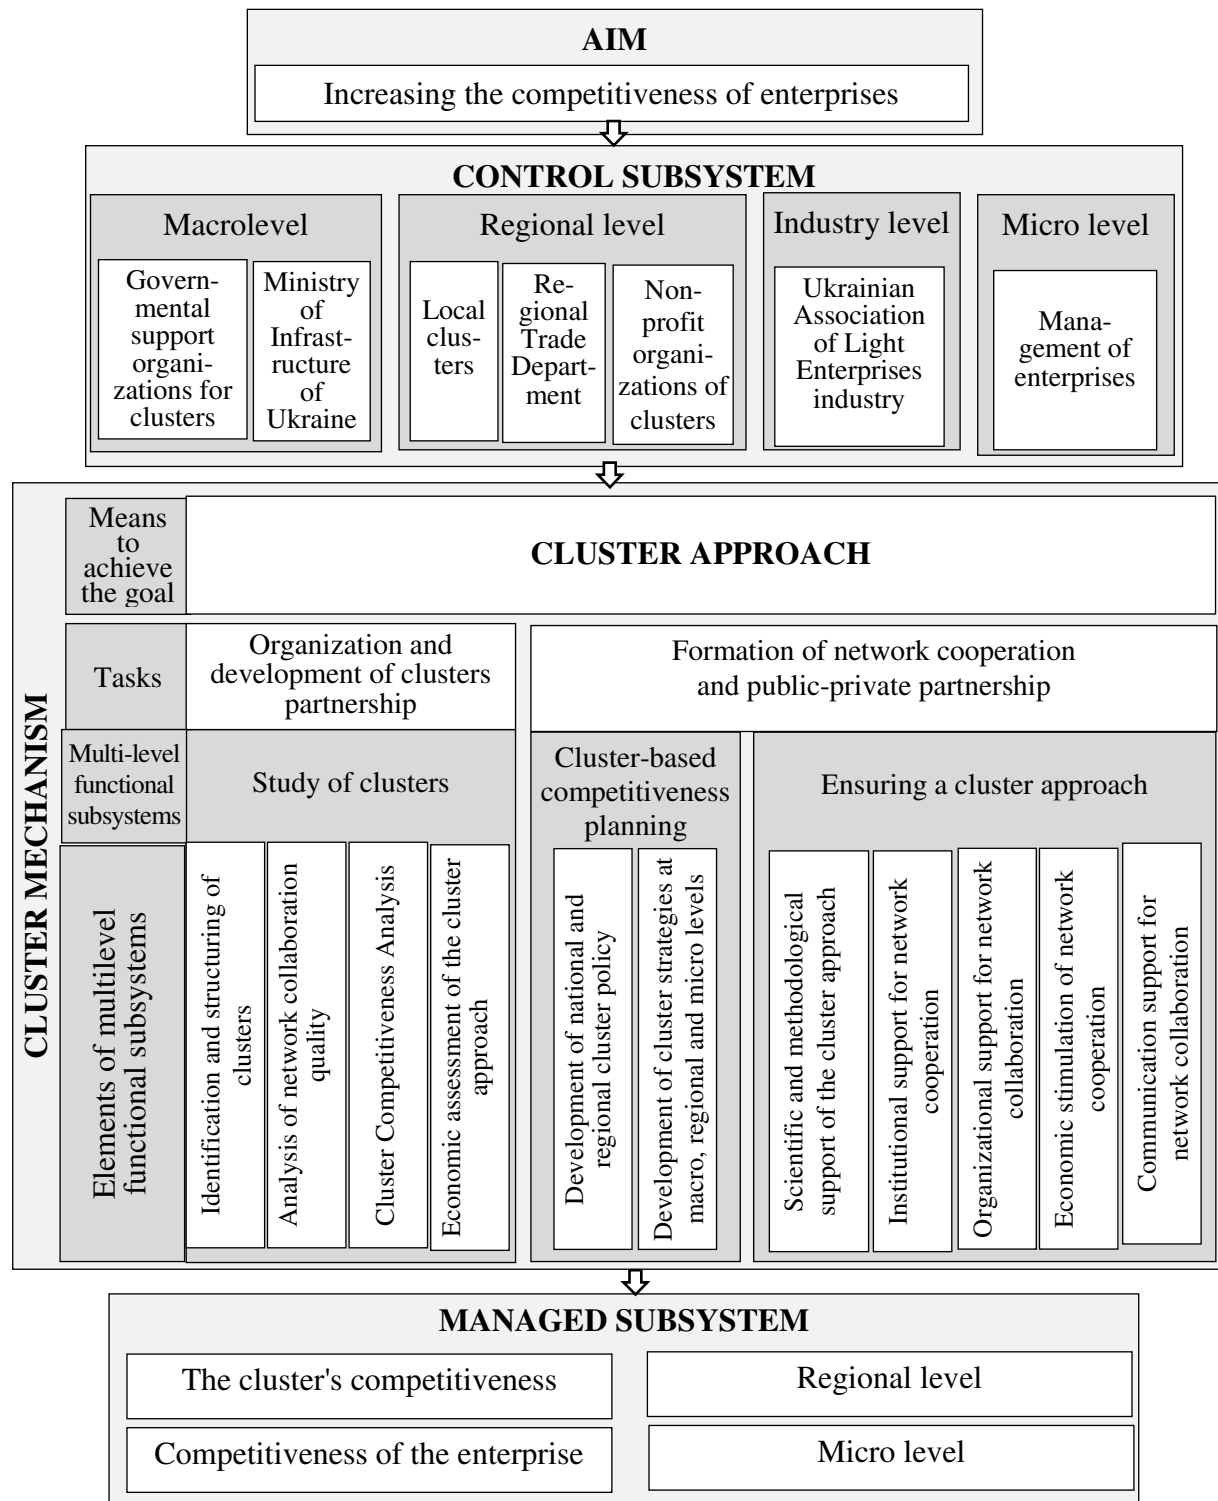 AIM
Increasing the competitiveness of enterprises
CONTROL SUBSYSTEM
Macrolevel
Govern-
mental
support
organi-
zations for
clusters
Ministry
of
Infrast-
ructure
of
Ukraine
Regional level
Local
clus-
ters
Re-
gional
Trade
Depart-
ment
Non-
profit
organi-
zations of
clusters
Industry level
Ukrainian
Association
of Light
Enterprises
industry
Micro level
Mana-
gement of
enterprises
CLUSTER MECHANISM
Means
to
achieve
the goal
CLUSTER APPROACH
Tasks
Organization and
development of clusters
partnership
Formation of network cooperation
and public-private partnership
Multi-level
functional
subsystems
Study of clusters
Cluster-based
competitiveness
planning
Ensuring a cluster approach
Elements of multilevel
functional subsystems
Identification and structuring of
clusters
Analysis of network collaboration
quality
Cluster Competitiveness Analysis
Economic assessment of the cluster
approach
Development of national and
regional cluster policy
Development of cluster strategies at
macro, regional and micro levels
Scientific and methodological
support of the cluster approach
Institutional support for network
cooperation
Organizational support for network
collaboration
Economic stimulation of network
cooperation
Communication support for
network collaboration
MANAGED SUBSYSTEM
The cluster's competitiveness
Regional level
Competitiveness of the enterprise
Micro level